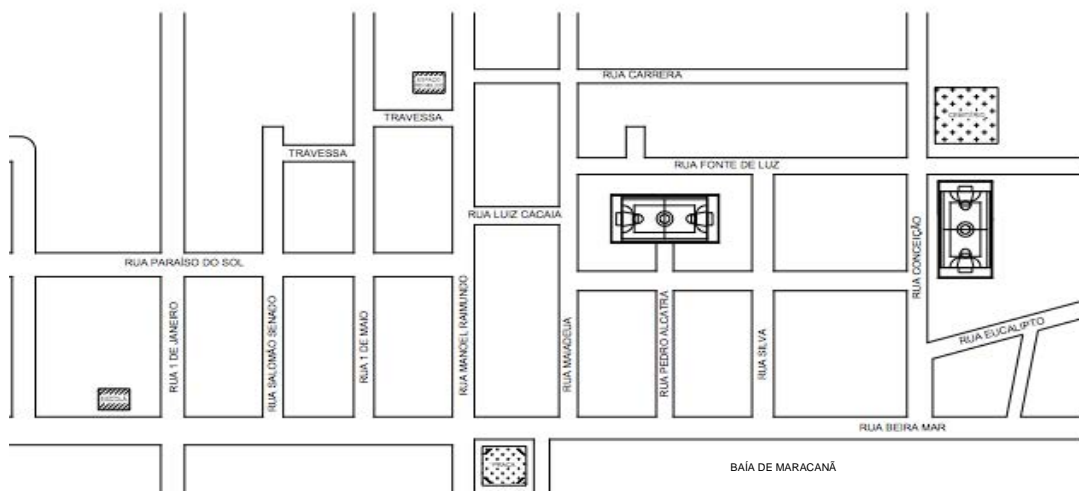 RUA CARRERA
TRAVESSA
TRAVESSA
RUA FONTE DE LUZ
RUA LUIZ CACAIA
RUA PARAÍSO DO SOL
RUA 1 DE JANEIRO
RUA SALOMÃO SENADO
RUA 1 DE MAIO
RUA MANOEL RAIMUNDO
RUA MAIADEUA
RUA PEDRO ALCATRA
RUA SILVA
RUA CONCEIÇÃO
RUA EUCALIPTO
ESCOLA
RUA BEIRA MAR
PRAÇA
BAÍA DE MARACANÃ